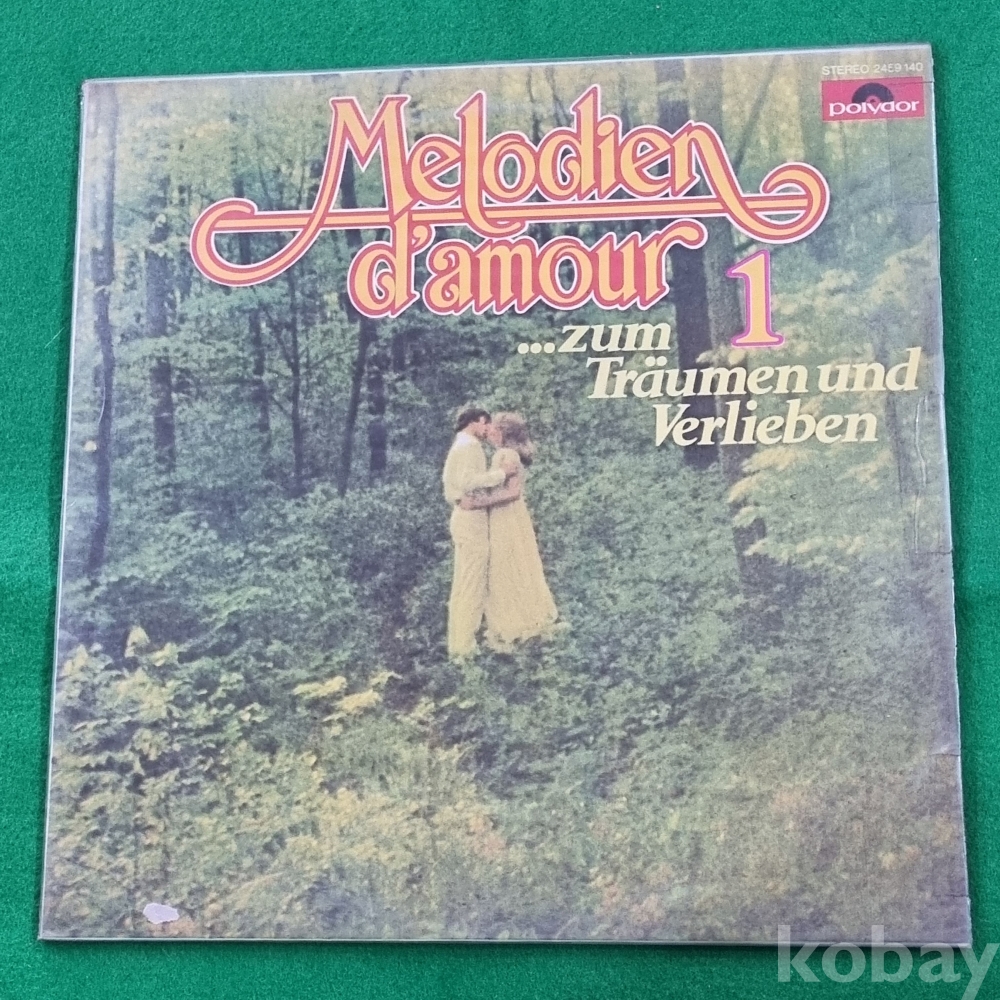 STEREO 2459 140
polydor
Melodien
d'amour 1
...zum
Träumen und
Verlieben
kobay